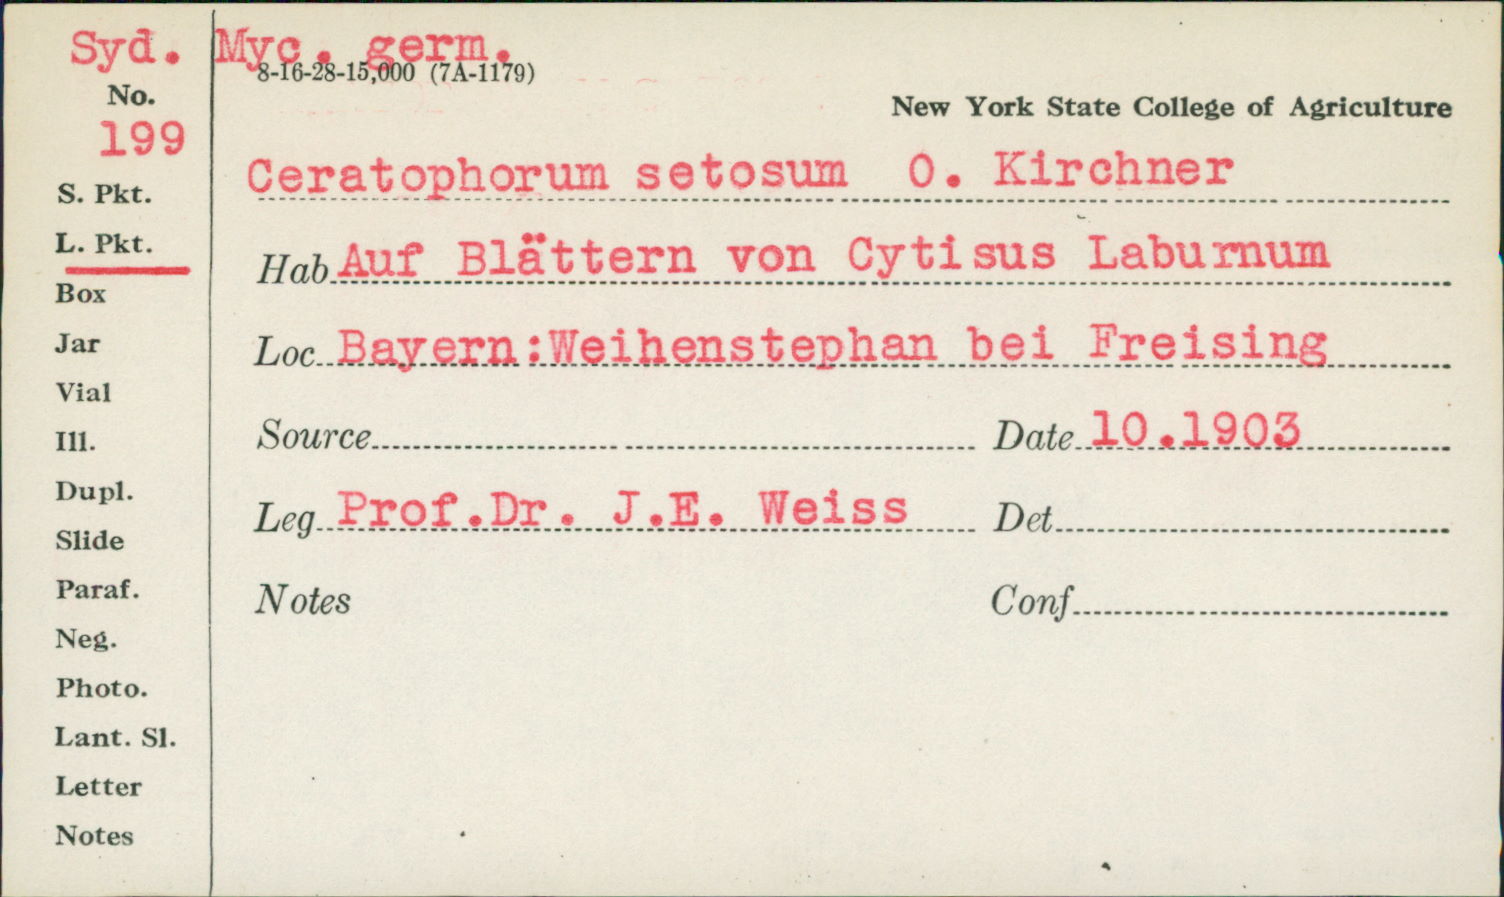 Syd. Myc. germ.
8-16-28-15,000 (7A-1179)
No.
199
New York State College of Agriculture
Ceratophorum setosum O. Kirchner
S. Pkt.
L. Pkt.
Hab Auf Blättern von Cytisus Laburnum
Box
Jar
Loc Bayern:Weihenstephan bei Freising
Vial
Ill.
Source Date 10.1903
Dupl.
Leg Prof.Dr. J.E. Weiss Det
Slide
Paraf.
Notes Conf
Neg.
Photo.
Lant. Sl.
Letter
Notes